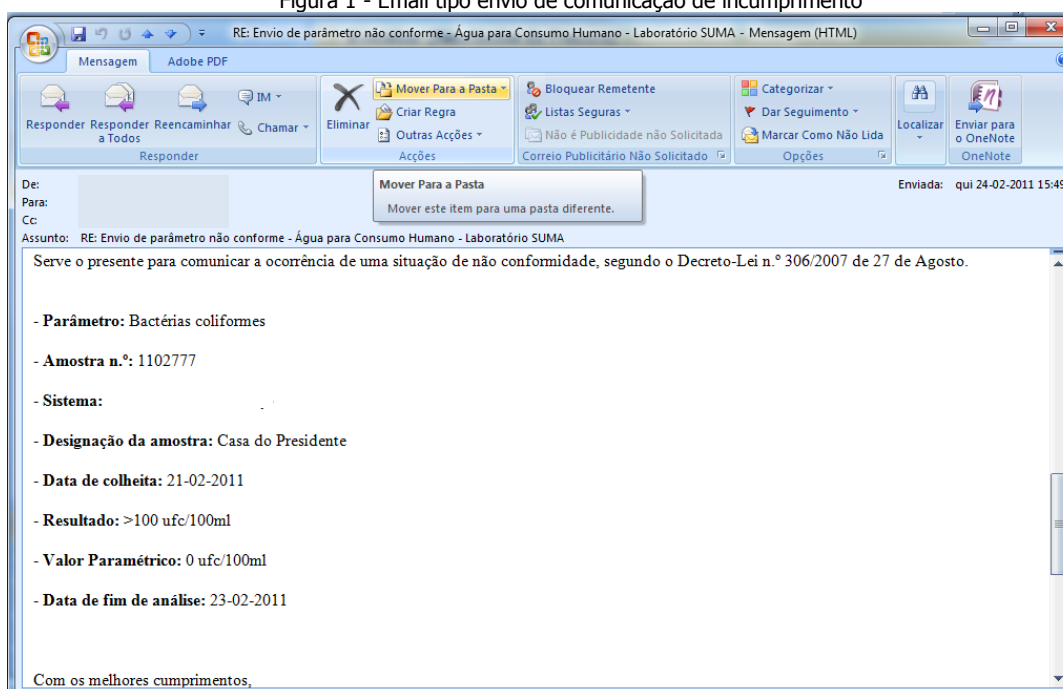 Figura 1 - Email tipo envio de comunicação de incumprimento
RE: Envio de parâmetro não conforme - Água para Consumo Humano - Laboratório SUMA - Mensagem (HTML)
Mensagem Adobe PDF
Responder Responder a Todos Reencaminhar IM Chamar
Responder
Eliminar Mover Para a Pasta Criar Regra Outras Acções
Acções
Bloquear Remetente Listas Seguras Não é Publicidade não Solicitada
Correio Publicitário Não Solicitado
Categorizar Dar Seguimento Marcar Como Não Lida
Opções
Localizar
Enviar para o OneNote
OneNote
De:
Para:
Cc:
Enviada: qui 24-02-2011 15:49
Mover Para a Pasta
Mover este item para uma pasta diferente.
Assunto: RE: Envio de parâmetro não conforme - Água para Consumo Humano - Laboratório SUMA
Serve o presente para comunicar a ocorrência de uma situação de não conformidade, segundo o Decreto-Lei n.º 306/2007 de 27 de Agosto.
- Parâmetro: Bactérias coliformes
- Amostra n.º: 1102777
- Sistema:
- Designação da amostra: Casa do Presidente
- Data de colheita: 21-02-2011
- Resultado: >100 ufc/100ml
- Valor Paramétrico: 0 ufc/100ml
- Data de fim de análise: 23-02-2011
Com os melhores cumprimentos,